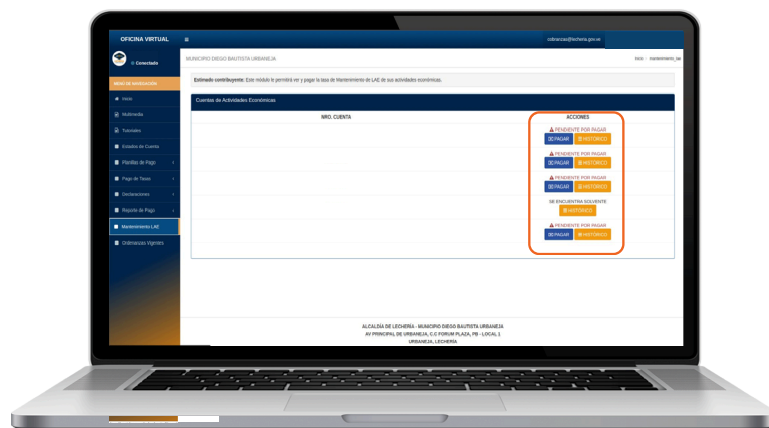 OFICINA VIRTUAL
cobranzas@lecheria.gov.ve
Conectado
MUNICIPIO DIEGO BAUTISTA URBANEJA
Inicio > mantenimiento_lae
MENÚ DE NAVEGACIÓN
Estimado contribuyente: Este módulo le permitirá ver y pagar la tasa de Mantenimiento de LAE de sus actividades económicas.
Inicio
Multimedia
Tutoriales
Estados de Cuenta
Planillas de Pago
Pago de Tasas
Declaraciones
Reporte de Pago
Mantenimiento LAE
Ordenanzas Vigentes
Cuentas de Actividades Económicas
NRO. CUENTA ACCIONES
PENDIENTE POR PAGAR
PAGAR HISTÓRICO
PENDIENTE POR PAGAR
PAGAR HISTÓRICO
PENDIENTE POR PAGAR
PAGAR HISTÓRICO
SE ENCUENTRA SOLVENTE
HISTÓRICO
PENDIENTE POR PAGAR
PAGAR HISTÓRICO
ALCALDÍA DE LECHERÍA - MUNICIPIO DIEGO BAUTISTA URBANEJA
AV PRINCIPAL DE URBANEJA, C.C FORUM PLAZA, PB - LOCAL 1
URBANEJA, LECHERÍA